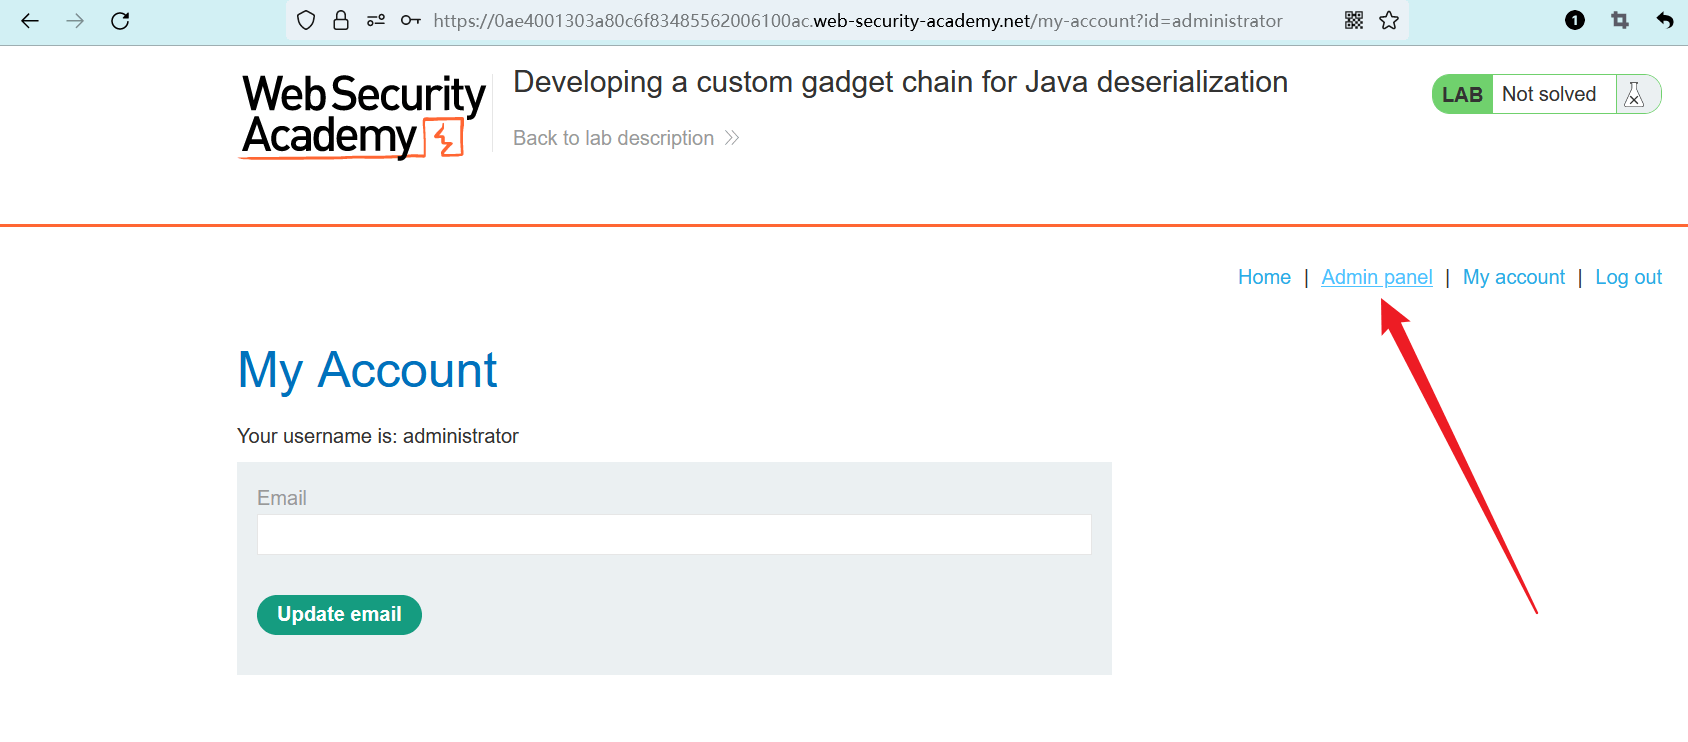 https://0ae4001303a80c6f83485562006100ac.web-security-academy.net/my-account?id=administrator
1
Web Security
Academy
Developing a custom gadget chain for Java deserialization
Back to lab description
LAB Not solved
Home | Admin panel | My account | Log out
My Account
Your username is: administrator
Email
Update email